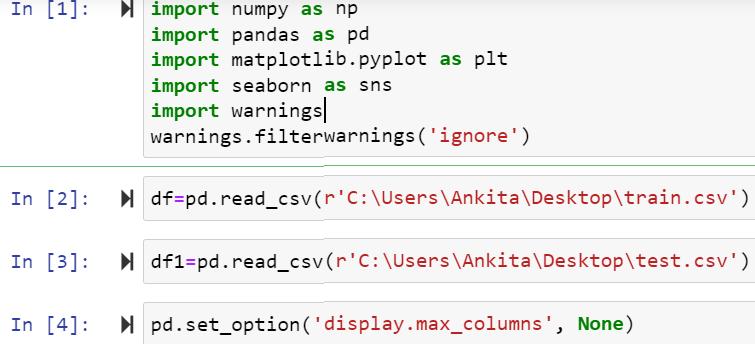 In [1]: import numpy as np
import pandas as pd
import matplotlib.pyplot as plt
import seaborn as sns
import warnings
warnings.filterwarnings('ignore')
In [2]: df=pd.read_csv(r'C:\Users\Ankita\Desktop\train.csv')
In [3]: df1=pd.read_csv(r'C:\Users\Ankita\Desktop\test.csv')
In [4]: pd.set_option('display.max_columns', None)